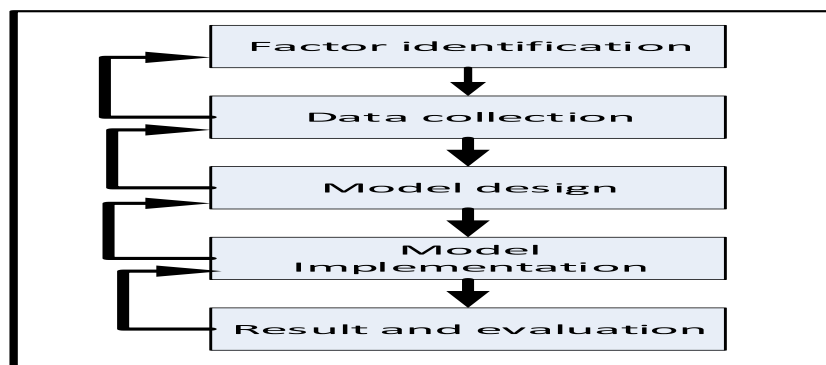 Factor identification
Data collection
Model design
Model
Implementation
Result and evaluation